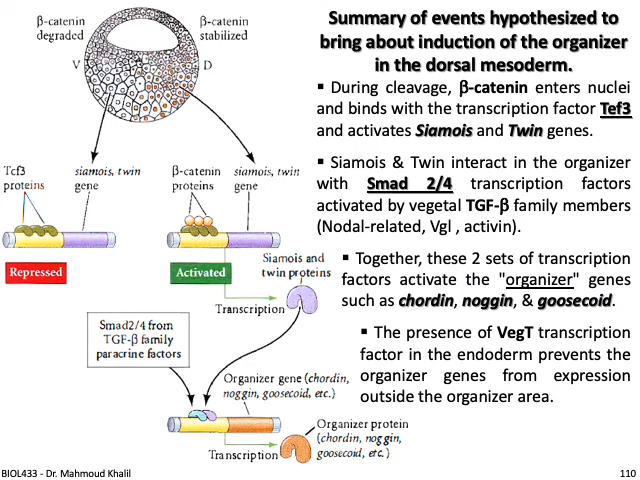 β-catenin
degraded
β-catenin
stabilized
V
D
Summary of events hypothesized to
bring about induction of the organizer
in the dorsal mesoderm.
▪ During cleavage, β-catenin enters nuclei
and binds with the transcription factor Tef3
and activates Siamois and Twin genes.
▪ Siamois & Twin interact in the organizer
with Smad 2/4 transcription factors
activated by vegetal TGF-β family members
(Nodal-related, Vgl , activin).
▪ Together, these 2 sets of transcription
factors activate the "organizer" genes
such as chordin, noggin, & goosecoid.
▪ The presence of VegT transcription
factor in the endoderm prevents the
organizer genes from expression
outside the organizer area.
Tcf3
proteins
siamois, twin
gene
β-catenin
proteins
siamois, twin
gene
Repressed
Activated
Siamois and
twin proteins
Transcription
Smad2/4 from
TGF-β family
paracrine factors
Organizer gene (chordin,
noggin, goosecoid, etc.)
Transcription
Organizer protein
(chordin, noggin,
goosecoid, etc.)
BIOL433 - Dr. Mahmoud Khalil
110